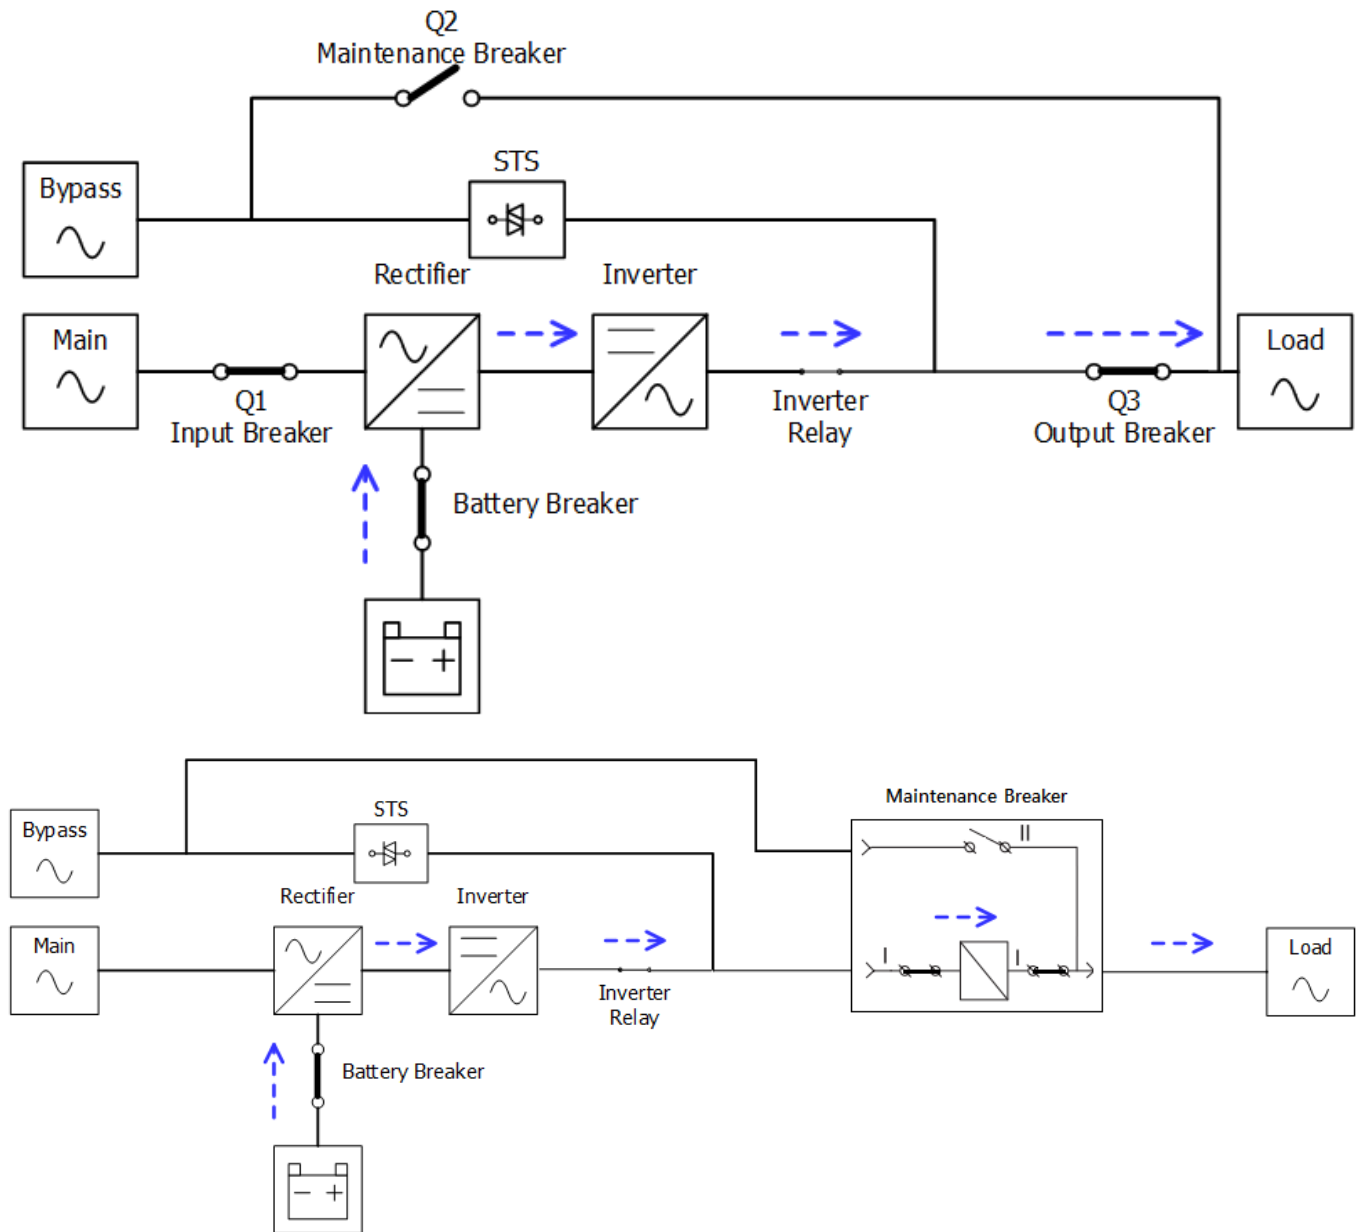 Q2
Maintenance Breaker
STS
Bypass
Rectifier
Inverter
Main
Load
Q1
Input Breaker
Inverter
Relay
Q3
Output Breaker
Battery Breaker
- +
Maintenance Breaker
STS
Bypass
II
Rectifier
Inverter
Main
I
I
Load
Inverter
Relay
Battery Breaker
- +